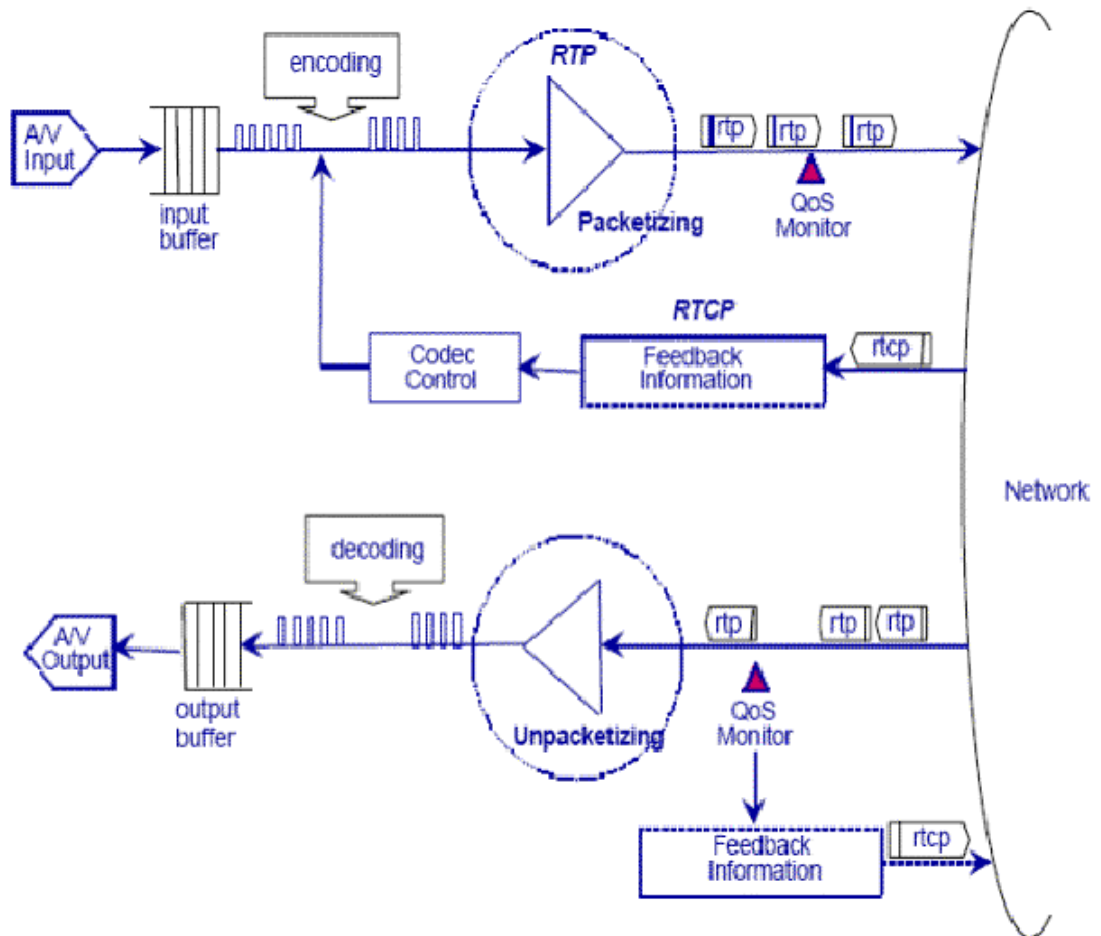 encoding
RTP
A/V
Input
input
buffer
rtp
rtp
rtp
Packetizing
QoS
Monitor
RTCP
Codec
Control
Feedback
Information
rtcp
Network
decoding
A/V
Output
output
buffer
rtp
rtp
rtp
Unpacketizing
QoS
Monitor
Feedback
Information
rtcp